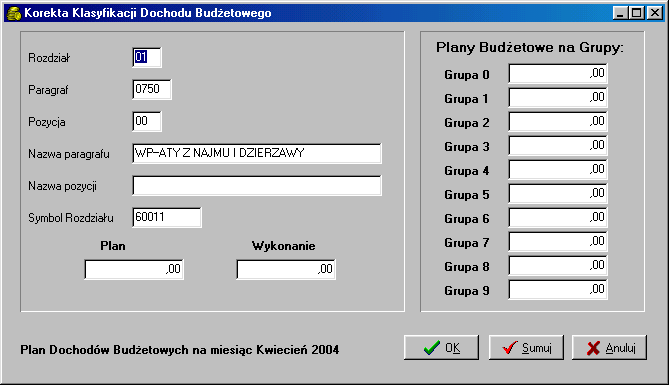 Korekta Klasyfikacji Dochodu Budżetowego
Rozdział 01
Paragraf 0750
Pozycja 00
Nazwa paragrafu WP-ATY Z NAJMU I DZIERZAWY
Nazwa pozycji
Symbol Rozdziału 60011
Plan Wykonanie
,00 ,00
Plany Budżetowe na Grupy:
Grupa 0 ,00
Grupa 1 ,00
Grupa 2 ,00
Grupa 3 ,00
Grupa 4 ,00
Grupa 5 ,00
Grupa 6 ,00
Grupa 7 ,00
Grupa 8 ,00
Grupa 9 ,00
Plan Dochodów Budżetowych na miesiąc Kwiecień 2004
OK Sumuj Anuluj